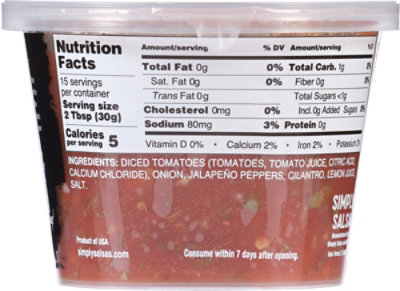 Nutrition Facts
15 servings per container
Serving size
2 Tbsp (30g)
Calories per serving 5
Amount/serving % DV
Total Fat 0g 0%
Sat. Fat 0g 0%
Trans Fat 0g
Cholesterol 0mg 0%
Sodium 80mg 3%
Amount/serving
Total Carb. 1g
Fiber 0g
Total Sugars <1g
Incl. 0g Added Sugars
Protein 0g
Vitamin D 0% • Calcium 2% • Iron 2% • Potassium
INGREDIENTS: DICED TOMATOES (TOMATOES, TOMATO JUICE, CITRIC ACID,
CALCIUM CHLORIDE), ONION, JALAPEÑO PEPPERS, CILANTRO, LEMON JUICE,
SALT.
SIMPLY
SALSA
Product of USA
simplysalsas.com
Consume within 7 days after opening.